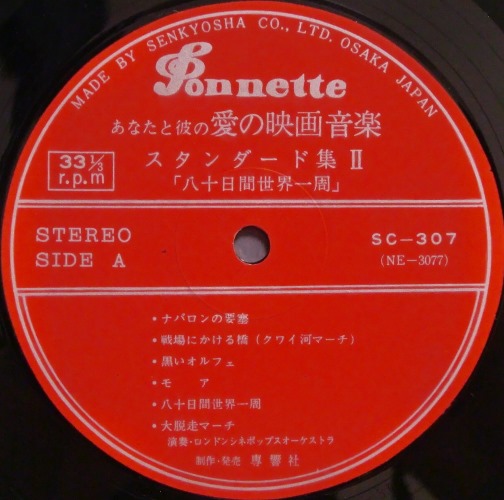 MADE BY SENKYOSHA CO., LTD. OSAKA JAPAN
Ponnette
あなたと彼の愛の映画音楽
スタンダード集 II
「八十日間世界一周」
33 1/3
r.p.m
STEREO
SIDE A
SC-307
(NE-3077)
・ナバロンの要塞
・戦場にかける橋(クワイ河マーチ)
・黒いオルフェ
・モア
・八十日間世界一周
・大脱走マーチ
演奏・ロンドンシネポップスオーケストラ
制作・発売 専響社